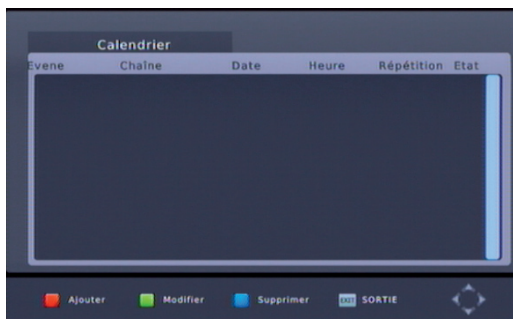 Calendrier
Evene Chaîne Date Heure Répétition Etat
Ajouter Modifier Supprimer EXIT SORTIE